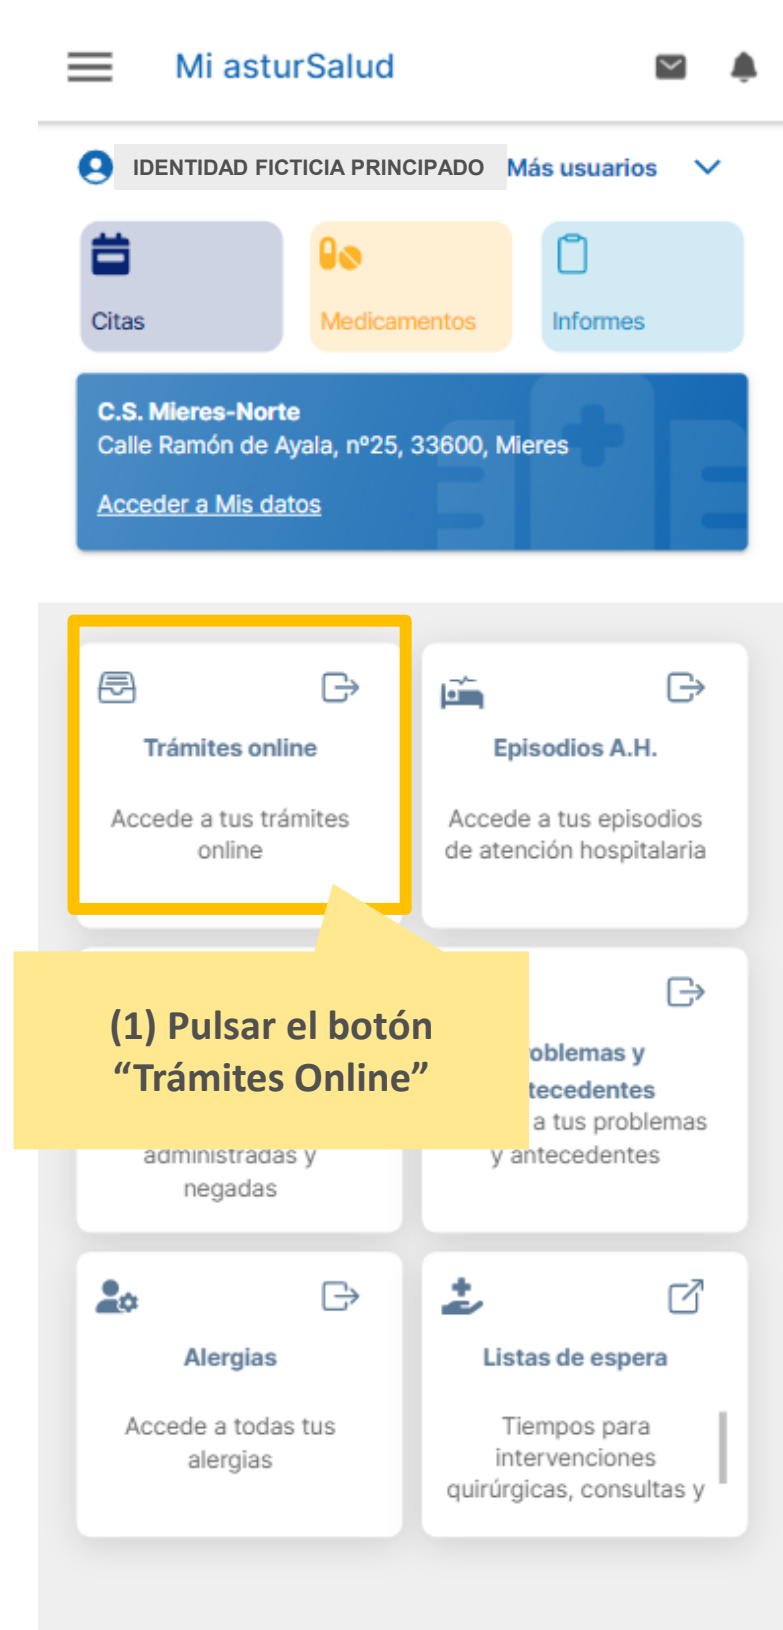 Mi asturSalud
IDENTIDAD FICTICIA PRINCIPADO Más usuarios
Citas
Medicamentos
Informes
C.S. Mieres-Norte
Calle Ramón de Ayala, nº25, 33600, Mieres
Acceder a Mis datos
Trámites online
Accede a tus trámites
online
Episodios A.H.
Accede a tus episodios
de atención hospitalaria
(1) Pulsar el botón
“Trámites Online”
administradas y
negadas
y
a tus problemas
y antecedentes
Alergias
Accede a todas tus
alergias
Listas de espera
Tiempos para
intervenciones
quirúrgicas, consultas y